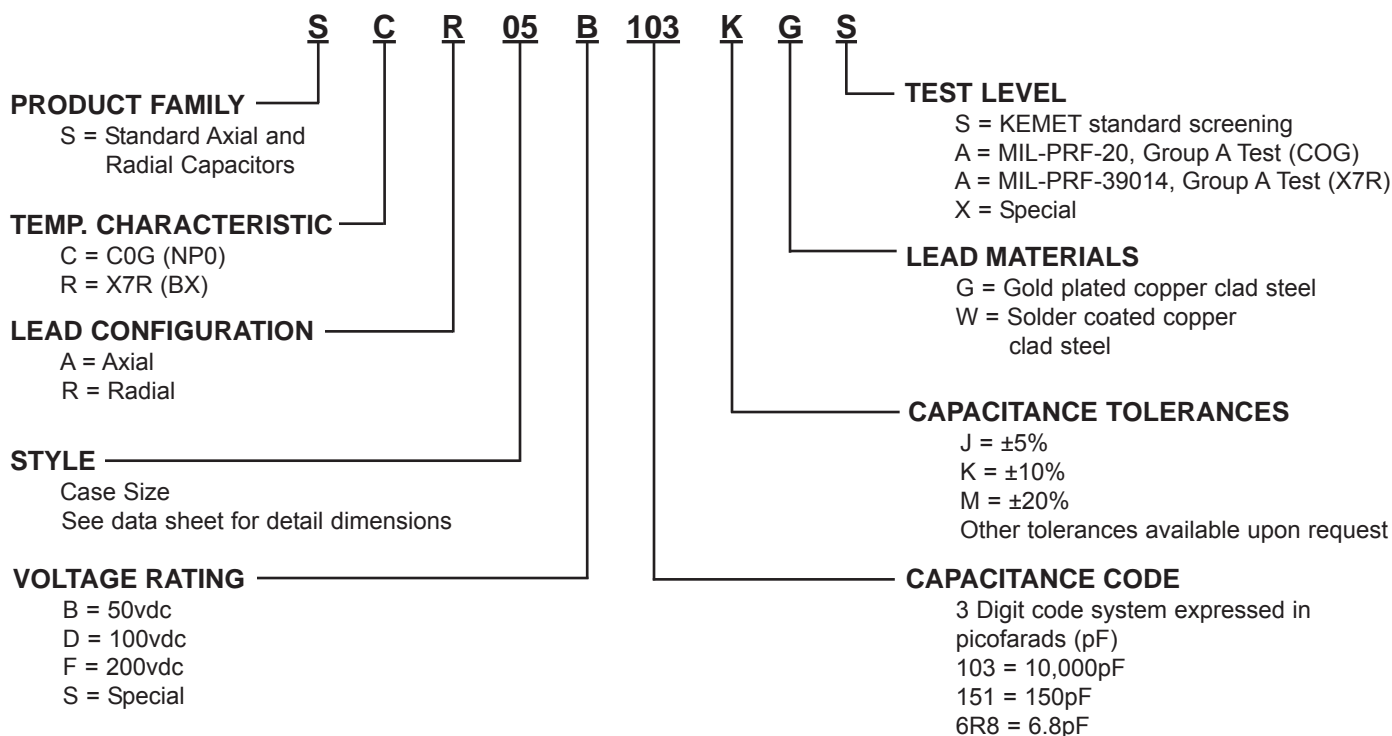 S C R 05 B 103 K G S
PRODUCT FAMILY
S = Standard Axial and
Radial Capacitors
TEMP. CHARACTERISTIC
C = C0G (NP0)
R = X7R (BX)
LEAD CONFIGURATION
A = Axial
R = Radial
STYLE
Case Size
See data sheet for detail dimensions
VOLTAGE RATING
B = 50vdc
D = 100vdc
F = 200vdc
S = Special
TEST LEVEL
S = KEMET standard screening
A = MIL-PRF-20, Group A Test (COG)
A = MIL-PRF-39014, Group A Test (X7R)
X = Special
LEAD MATERIALS
G = Gold plated copper clad steel
W = Solder coated copper
clad steel
CAPACITANCE TOLERANCES
J = ±5%
K = ±10%
M = ±20%
Other tolerances available upon request
CAPACITANCE CODE
3 Digit code system expressed in
picofarads (pF)
103 = 10,000pF
151 = 150pF
6R8 = 6.8pF